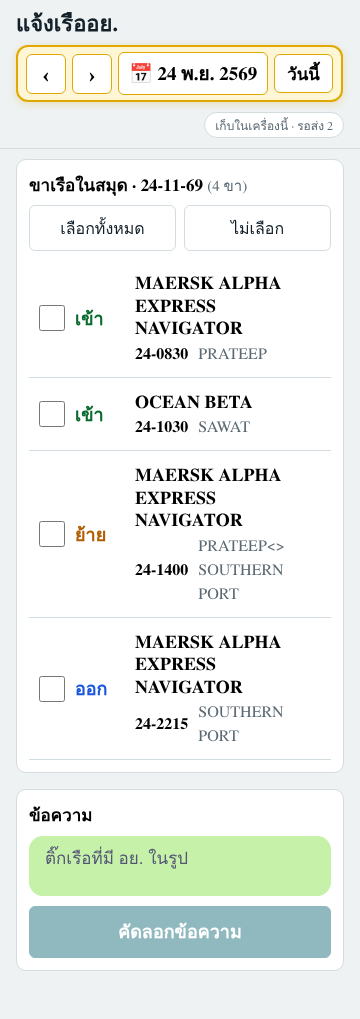 แจ้งเรืออย.
‹ › 📅 24 พ.ย. 2569 วันนี้
เก็บในเครื่องนี้ · รอส่ง 2
ขาเรือในสมุด · 24-11-69 (4 ขา)
เลือกทั้งหมด ไม่เลือก
เข้า
MAERSK ALPHA
EXPRESS
NAVIGATOR
24-0830 PRATEEP
เข้า
OCEAN BETA
24-1030 SAWAT
ย้าย
MAERSK ALPHA
EXPRESS
NAVIGATOR
24-1400 PRATEEP<>
SOUTHERN
PORT
ออก
MAERSK ALPHA
EXPRESS
NAVIGATOR
24-2215 SOUTHERN
PORT
ข้อความ
ติ๊กเรือที่มี อย. ในรูป
คัดลอกข้อความ